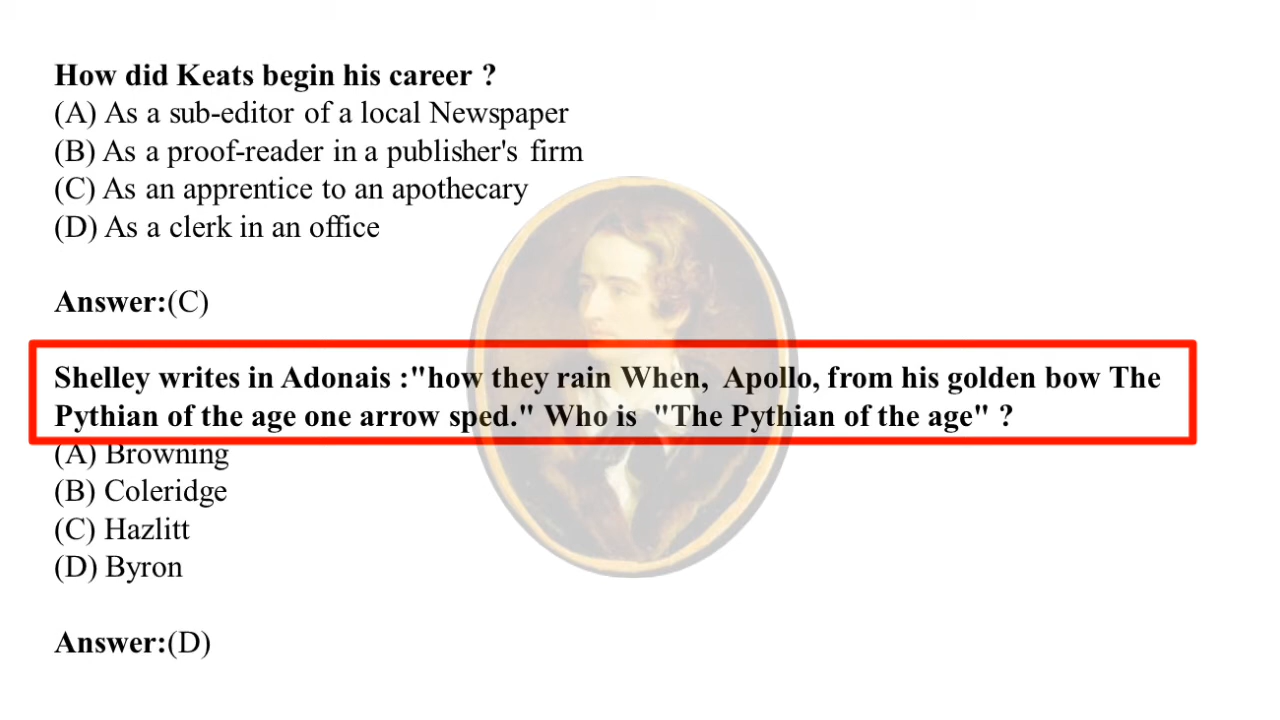 How did Keats begin his career ?
(A) As a sub-editor of a local Newspaper
(B) As a proof-reader in a publisher's firm
(C) As an apprentice to an apothecary
(D) As a clerk in an office
Answer:(C)
Shelley writes in Adonais :"how they rain When, Apollo, from his golden bow The
Pythian of the age one arrow sped." Who is "The Pythian of the age" ?
(A) Browning
(B) Coleridge
(C) Hazlitt
(D) Byron
Answer:(D)